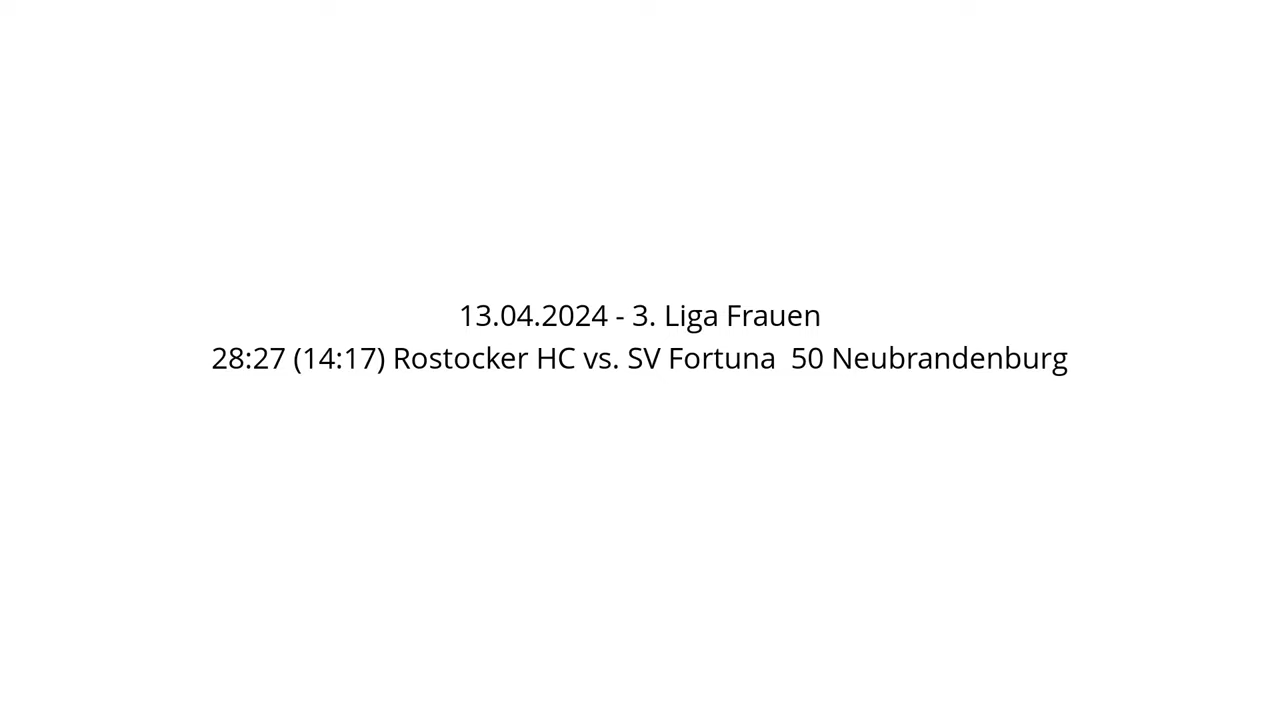 13.04.2024 - 3. Liga Frauen
28:27 (14:17) Rostocker HC vs. SV Fortuna  50 Neubrandenburg